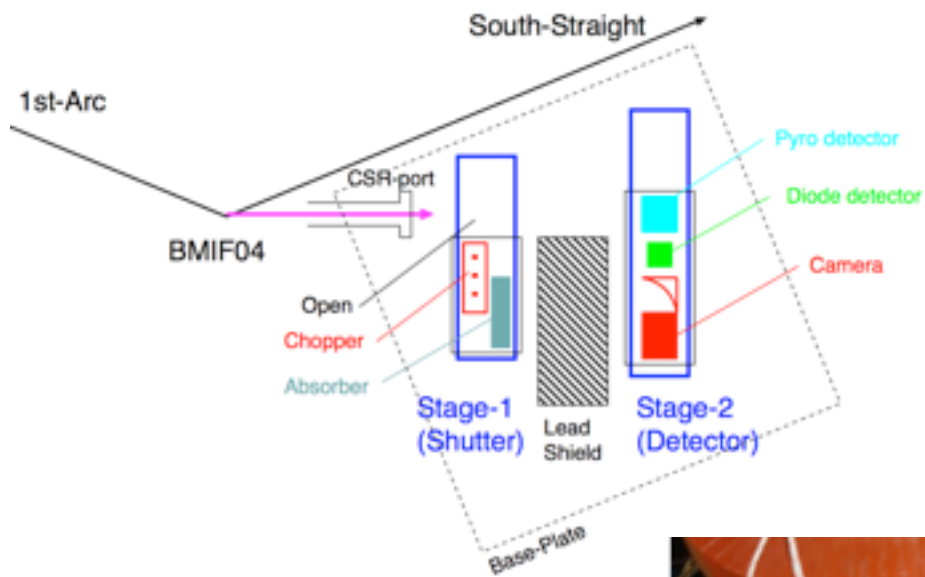 South-Straight
1st-Arc
Pyro detector
CSR-port
Diode detector
BMIF04
Camera
Open
Chopper
Absorber
Stage-1
(Shutter)
Lead
Shield
Stage-2
(Detector)
Base-Plate